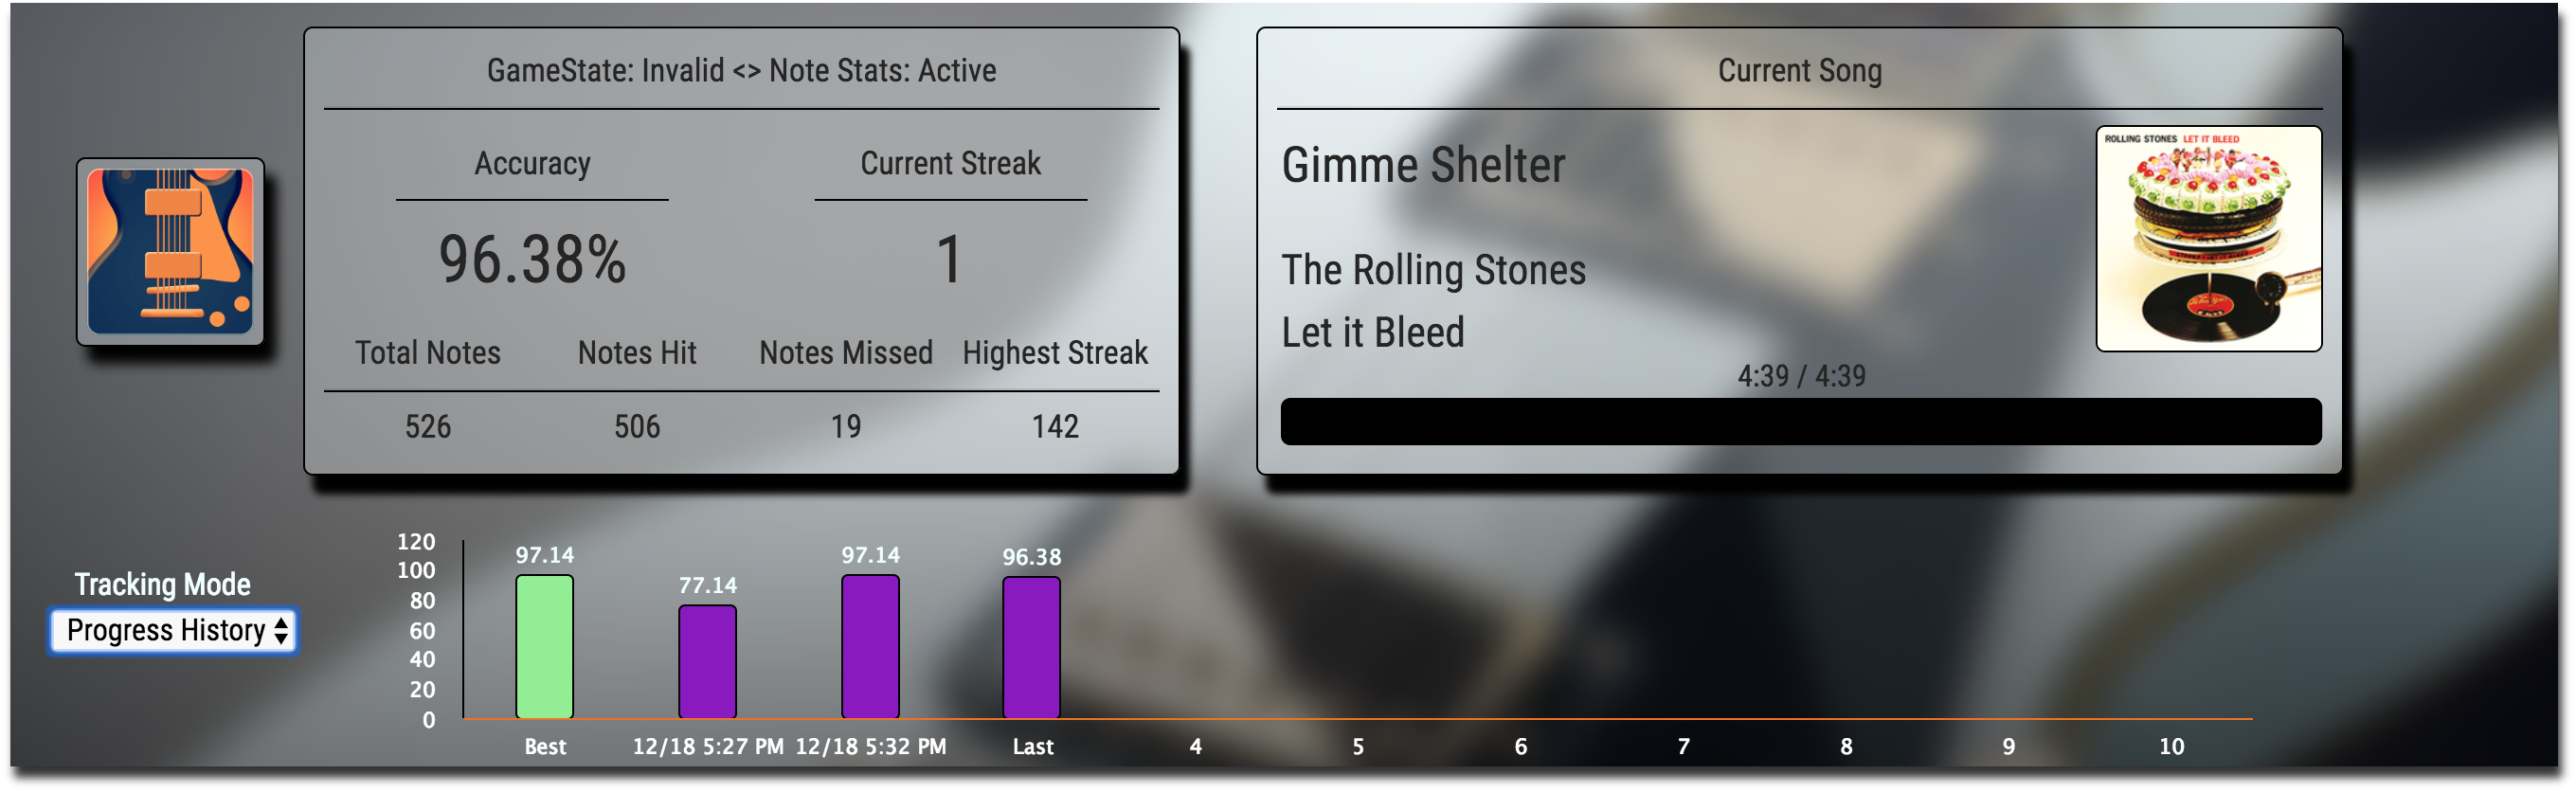 GameState: Invalid <> Note Stats: Active
Accuracy
Current Streak
96.38%
1
Total Notes Notes Hit Notes Missed Highest Streak
526 506 19 142
Current Song
Gimme Shelter
The Rolling Stones
Let it Bleed
4:39 / 4:39
ROLLING STONES LET IT BLEED
Tracking Mode
Progress History
120
100
80
60
40
20
0
97.14
77.14
97.14
96.38
Best 12/18 5:27 PM 12/18 5:32 PM Last 4 5 6 7 8 9 10